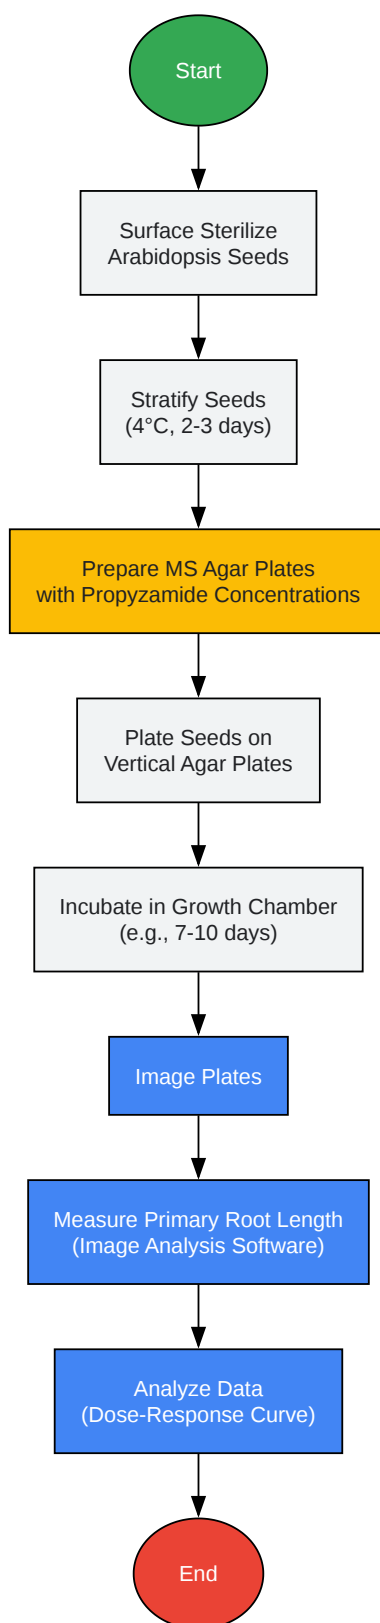 Start
Surface Sterilize
Arabidopsis Seeds
Stratify Seeds
(4°C, 2-3 days)
Prepare MS Agar Plates
with Propyzamide Concentrations
Plate Seeds on
Vertical Agar Plates
Incubate in Growth Chamber
(e.g., 7-10 days)
Image Plates
Measure Primary Root Length
(Image Analysis Software)
Analyze Data
(Dose-Response Curve)
End